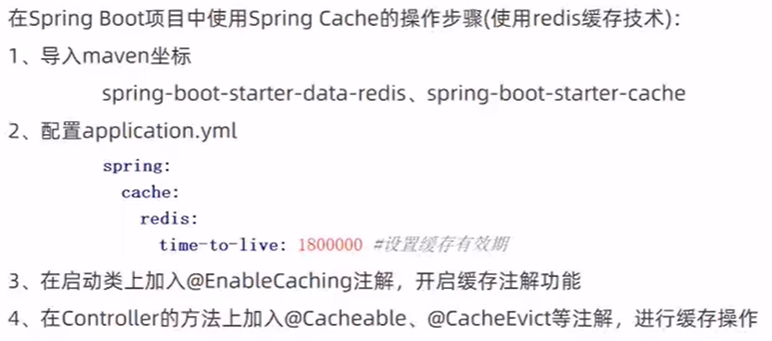 在Spring Boot项目中使用Spring Cache的操作步骤(使用redis缓存技术)：
1、导入maven坐标
spring-boot-starter-data-redis、spring-boot-starter-cache
2、配置application.yml
spring:
cache:
redis:
time-to-live: 1800000 #设置缓存有效期
3、在启动类上加入@EnableCaching注解，开启缓存注解功能
4、在Controller的方法上加入@Cacheable、@CacheEvict等注解，进行缓存操作